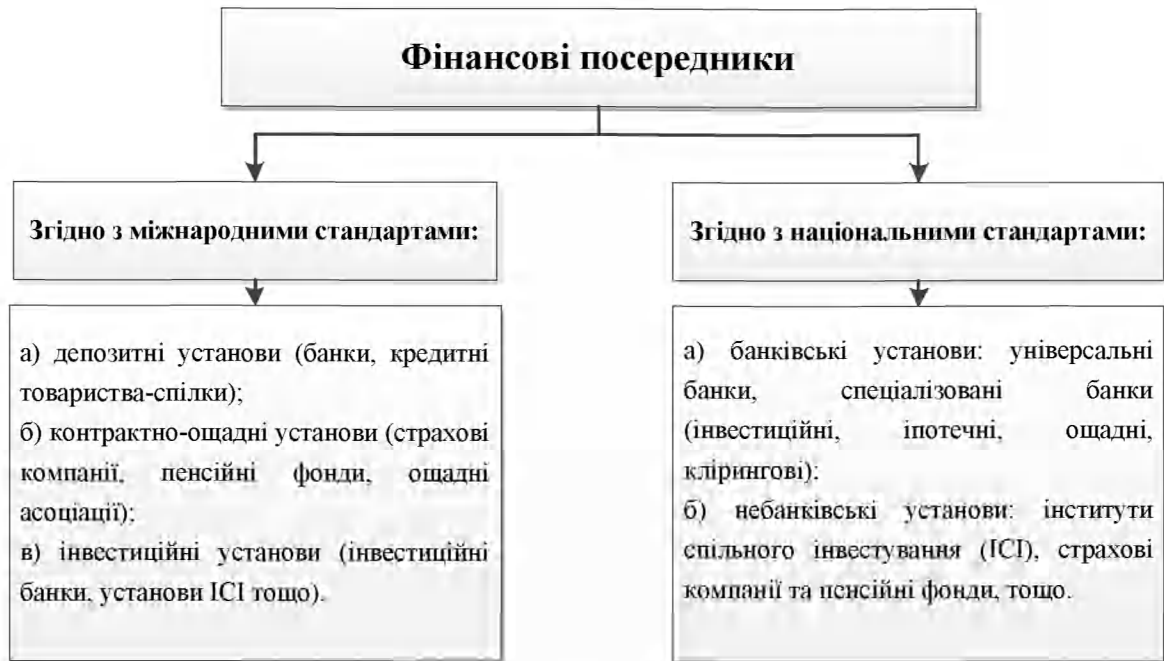 Фінансові посередники
Згідно з міжнародними стандартами:
Згідно з національними стандартами:
а) депозитні установи (банки, кредитні
товариства-спілки);
б) контрактно-ощадні установи (страхові
компанії, пенсійні фонди, ощадні
асоціації);
в) інвестиційні установи (інвестиційні
банки, установи ІСІ тощо).
а) банківські установи: універсальні
банки, спеціалізовані банки
(інвестиційні, іпотечні, ощадні,
клірингові);
б) небанківські установи: інститути
спільного інвестування (ІСІ), страхові
компанії та пенсійні фонди, тощо.